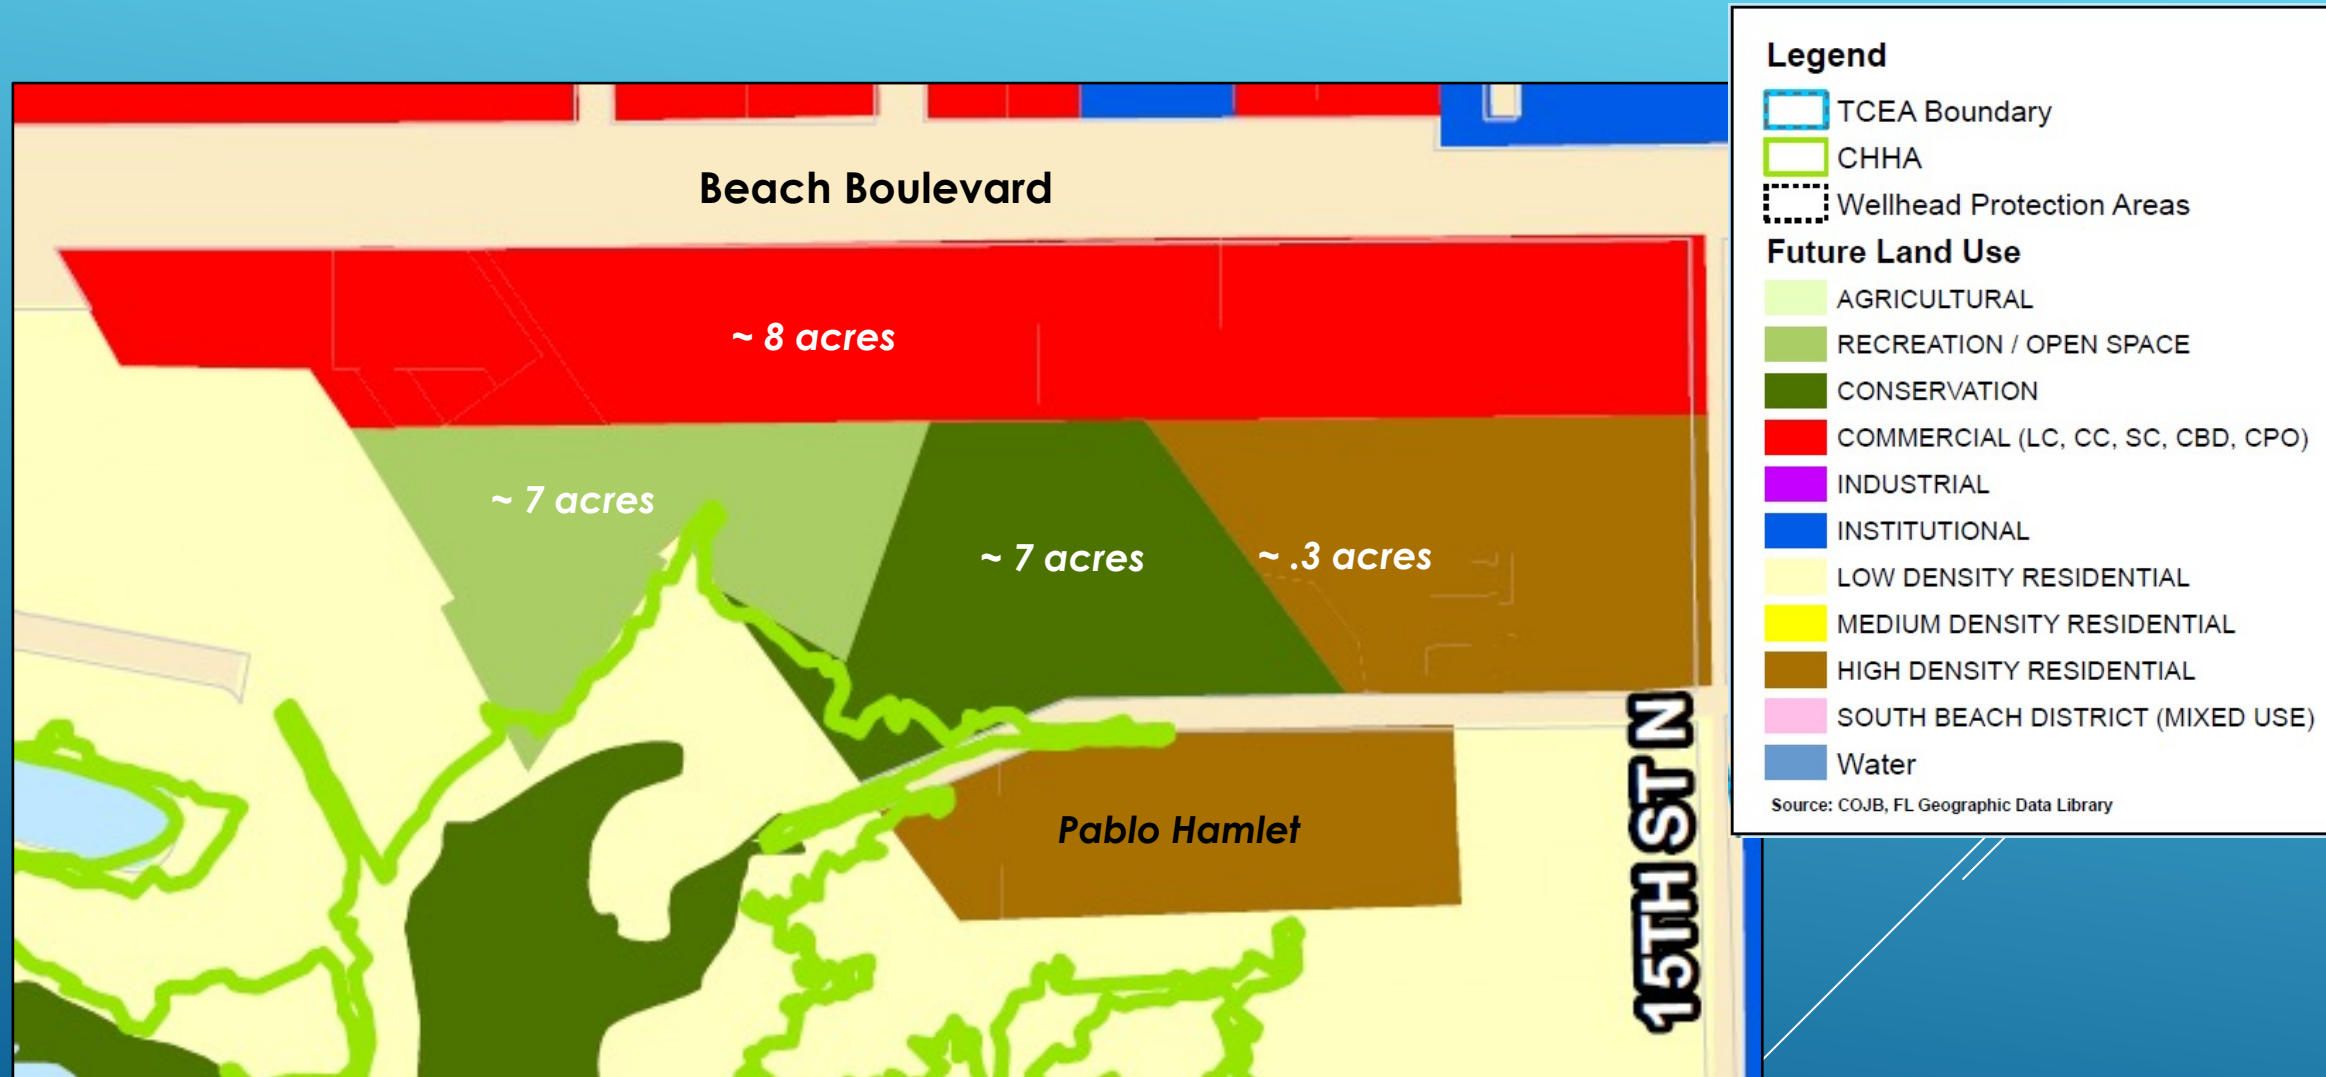 Beach Boulevard
~ 8 acres
~ 7 acres
~ 7 acres
~ .3 acres
Pablo Hamlet
15TH ST N
Legend
TCEA Boundary
CHHA
Wellhead Protection Areas
Future Land Use
AGRICULTURAL
RECREATION / OPEN SPACE
CONSERVATION
COMMERCIAL (LC, CC, SC, CBD, CPO)
INDUSTRIAL
INSTITUTIONAL
LOW DENSITY RESIDENTIAL
MEDIUM DENSITY RESIDENTIAL
HIGH DENSITY RESIDENTIAL
SOUTH BEACH DISTRICT (MIXED USE)
Water
Source: COJB, FL Geographic Data Library